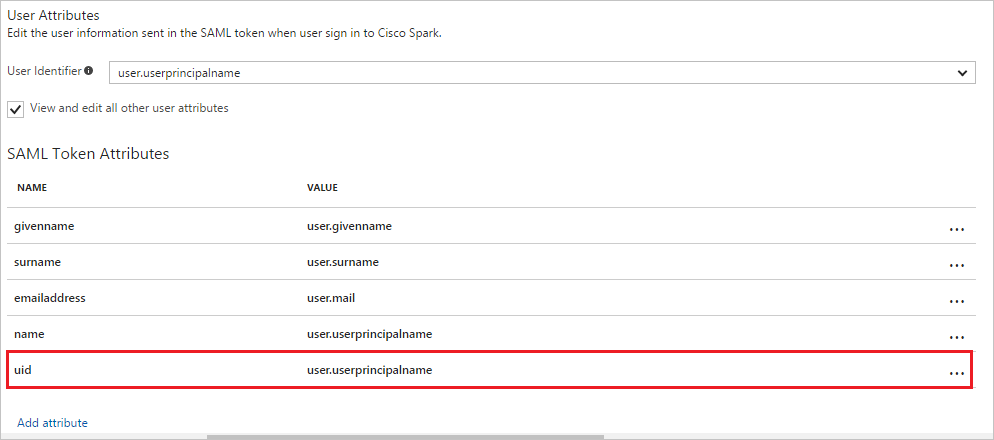 User Attributes
Edit the user information sent in the SAML token when user sign in to Cisco Spark.
User Identifier
user.userprincipalname
View and edit all other user attributes
SAML Token Attributes
NAME VALUE
givenname user.givenname ...
surname user.surname ...
emailaddress user.mail ...
name user.userprincipalname ...
uid user.userprincipalname ...
Add attribute